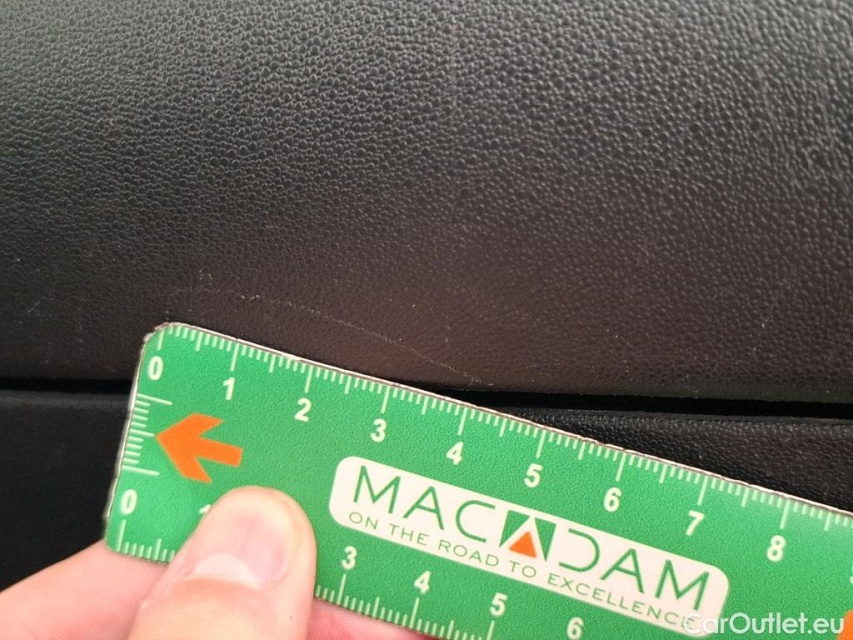 0 1 2 3 4 5 6 7 8
MACADAM
ON THE ROAD TO EXCELLENCE
0 3 4 5 6
CarOutlet.eu